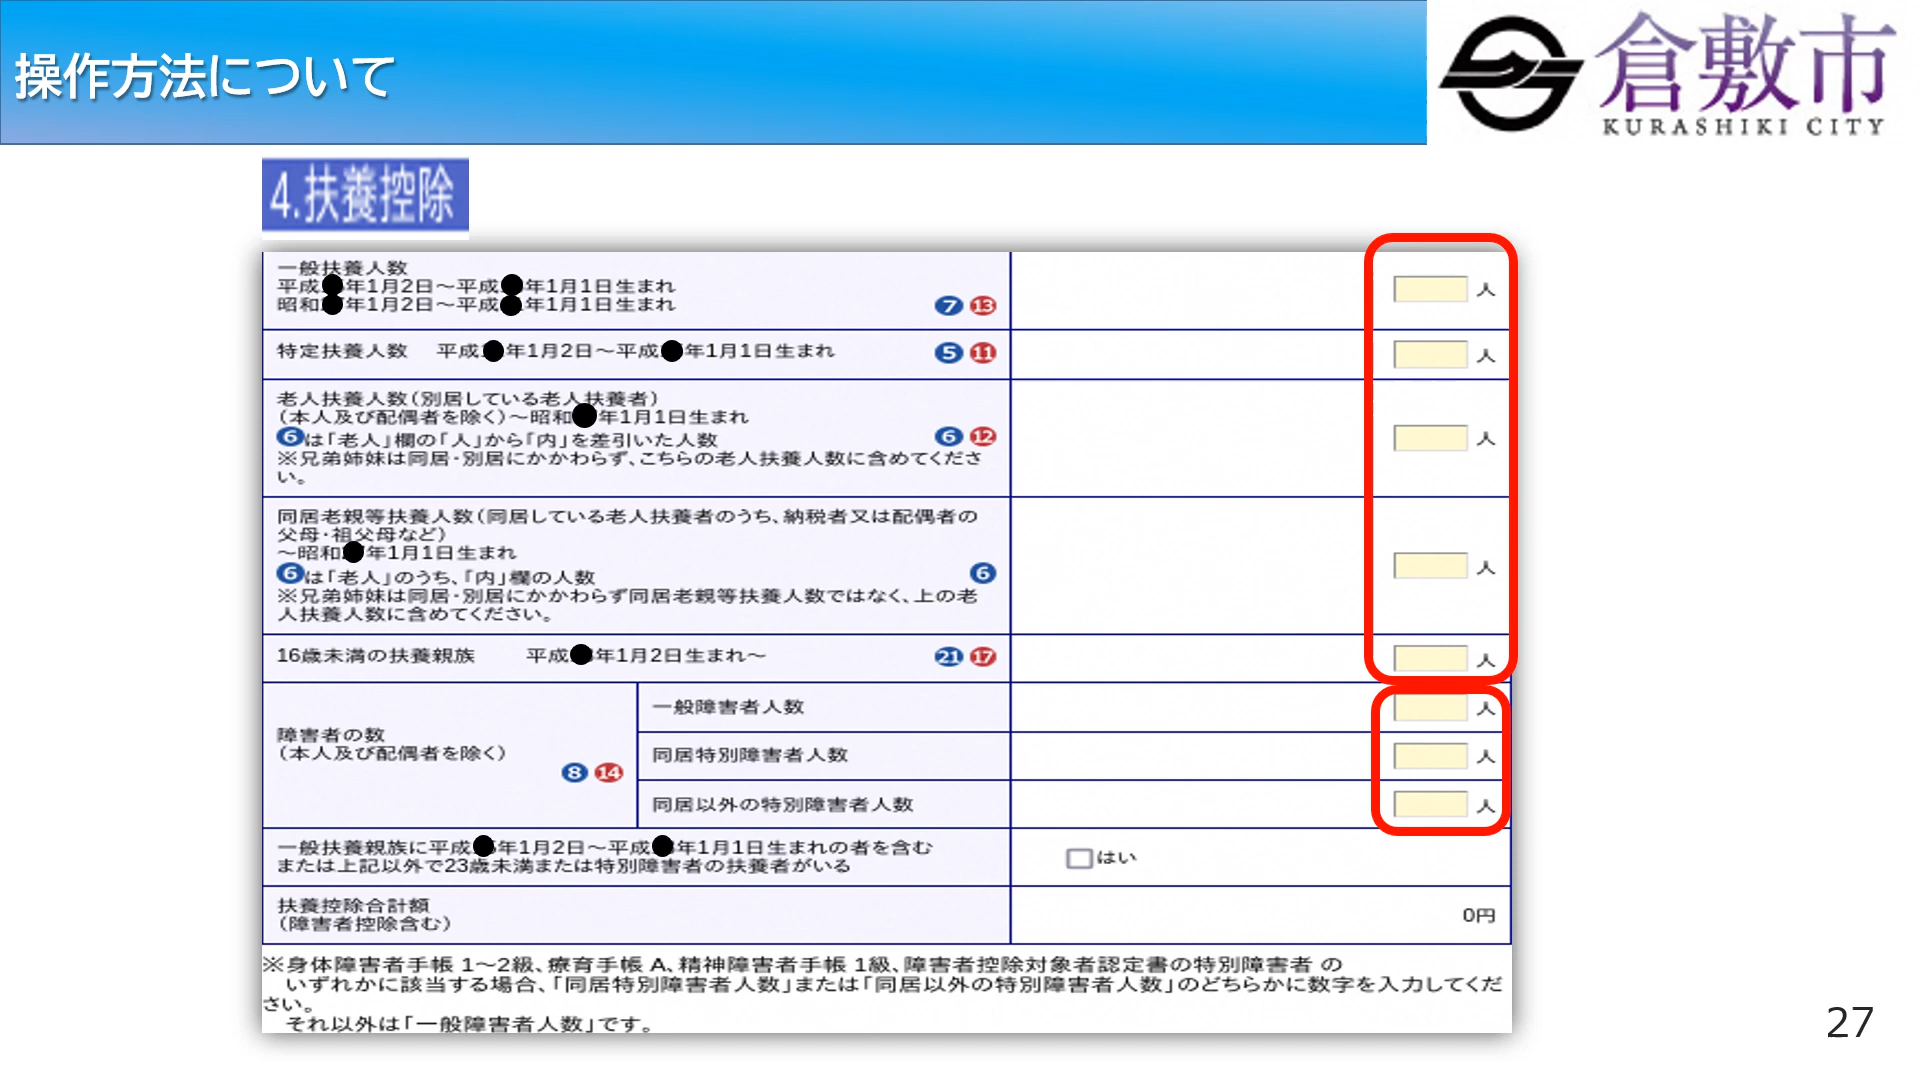 操作方法について
倉敷市
KURASHIKI CITY
4.扶養控除
一般扶養人数
平成●年1月2日～平成●年1月1日生まれ
昭和●年1月2日～平成●年1月1日生まれ
7 13
人
特定扶養人数 平成●年1月2日～平成●年1月1日生まれ
5 11
人
老人扶養人数(別居している老人扶養者)
(本人及び配偶者を除く)～昭和●年1月1日生まれ
6は「老人」欄の「人」から「内」を差引いた人数
6 12
※兄弟姉妹は同居・別居にかかわらず、こちらの老人扶養人数に含めてくださ
い。
人
同居老親等扶養人数(同居している老人扶養者のうち、納税者又は配偶者の
父母・祖父母など)
～昭和●年1月1日生まれ
6は「老人」のうち、「内」欄の人数
6
※兄弟姉妹は同居・別居にかかわらず同居老親等扶養人数ではなく、上の老
人扶養人数に含めてください。
人
16歳未満の扶養親族 平成●年1月2日生まれ～
21 17
人
障害者の数
(本人及び配偶者を除く)
8 14
一般障害者人数
人
同居特別障害者人数
人
同居以外の特別障害者人数
人
一般扶養親族に平成●年1月2日～平成●年1月1日生まれの者を含む
または上記以外で23歳未満または特別障害者の扶養者がいる
はい
扶養控除合計額
(障害者控除含む)
0円
※身体障害者手帳 1～2級、療育手帳 A、精神障害者手帳 1級、障害者控除対象者認定書の特別障害者 の
いずれかに該当する場合、「同居特別障害者人数」または「同居以外の特別障害者人数」のどちらかに数字を入力してくだ
さい。
それ以外は「一般障害者人数」です。
27